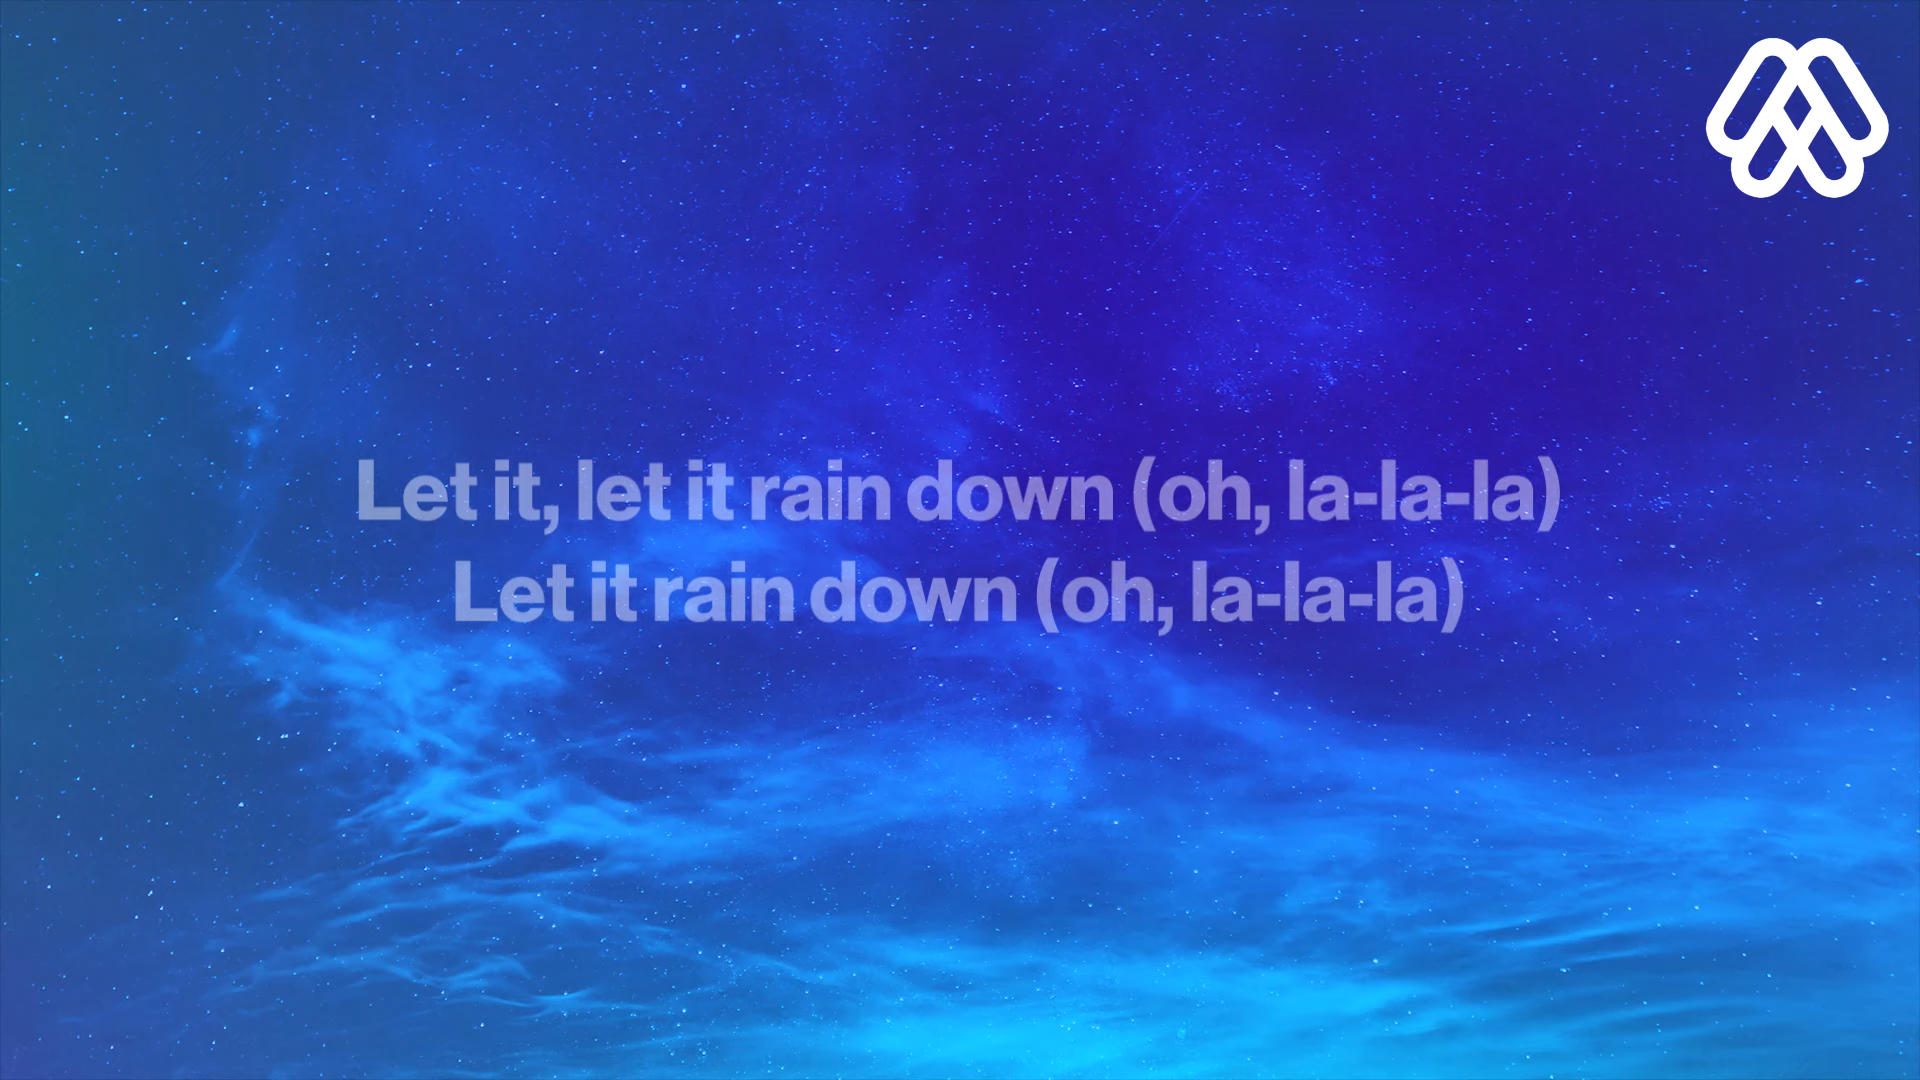 Let it, let it rain down (oh, la-la-la)
Let it rain down (oh, la-la-la)